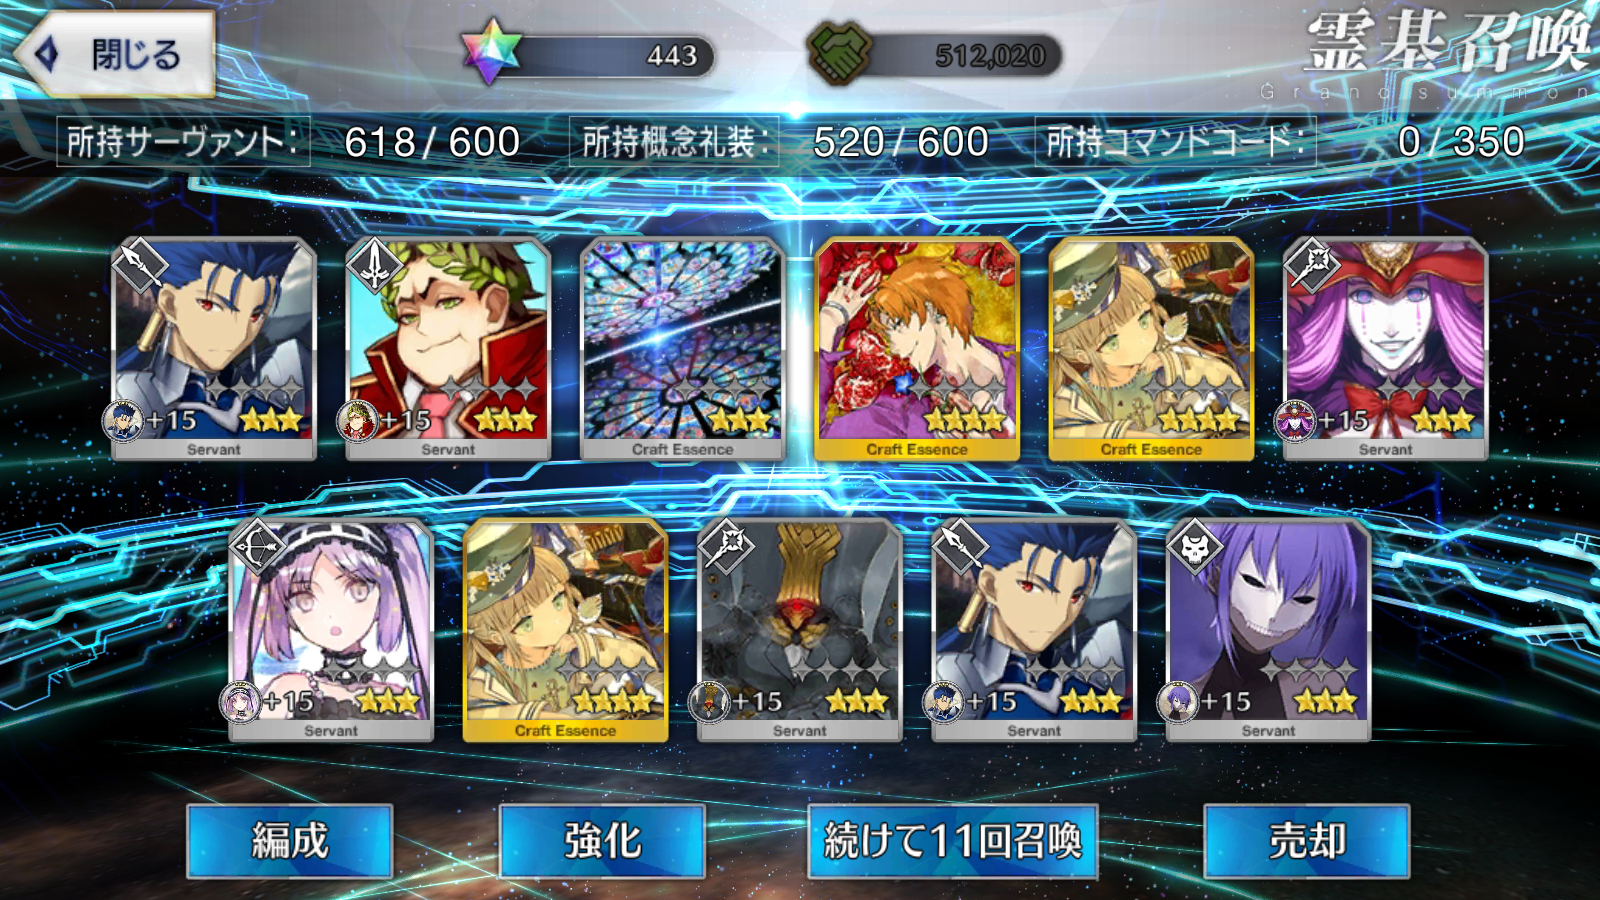 閉じる
443
512,020
霊基召喚
Grand summon
所持サーヴァント: 618/600
所持概念礼装: 520/600
所持コマンドコード: 0/350
+15
Servant
+15
Servant
Craft Essence
Craft Essence
Craft Essence
+15
Servant
+15
Servant
Craft Essence
+15
Servant
+15
Servant
+15
Servant
編成
強化
続けて11回召喚
売却